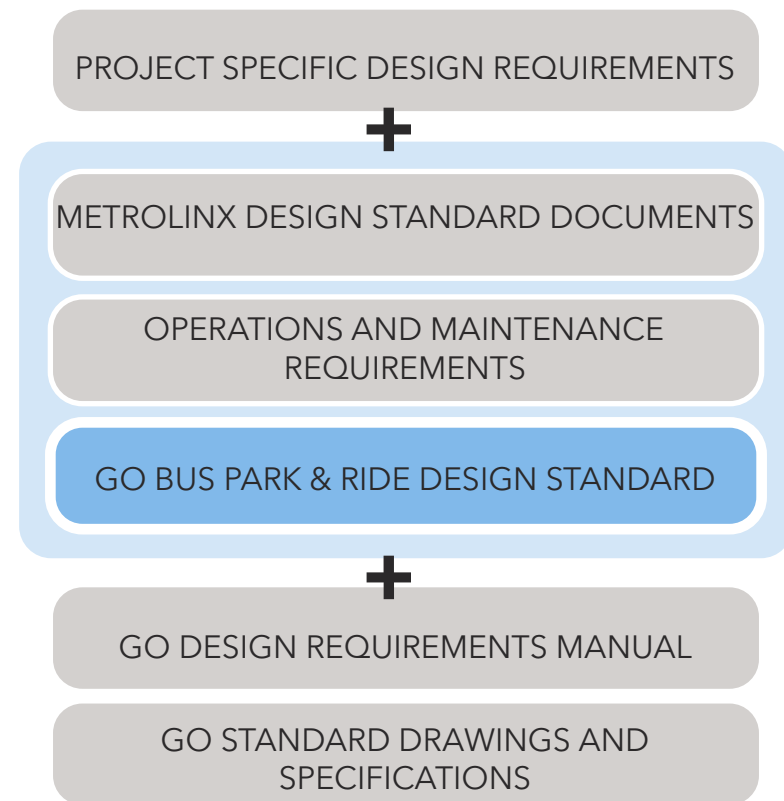 PROJECT SPECIFIC DESIGN REQUIREMENTS
+
METROLINX DESIGN STANDARD DOCUMENTS
OPERATIONS AND MAINTENANCE
REQUIREMENTS
GO BUS PARK & RIDE DESIGN STANDARD
+
GO DESIGN REQUIREMENTS MANUAL
GO STANDARD DRAWINGS AND
SPECIFICATIONS